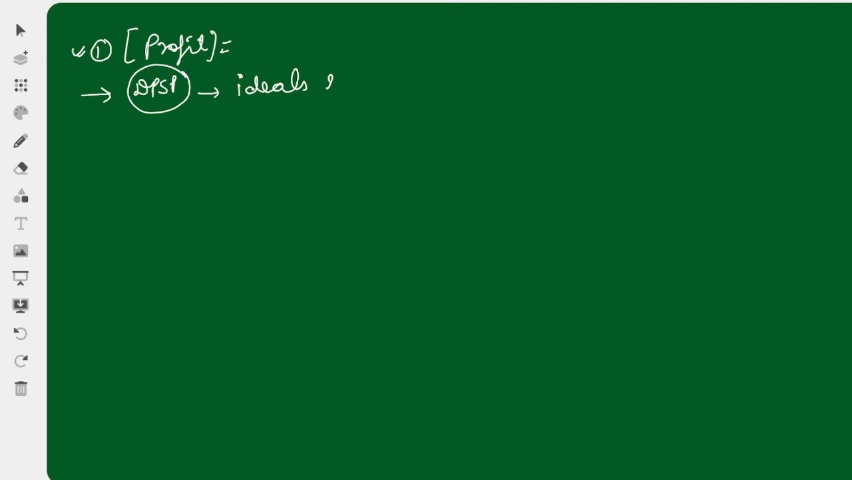 ① [Profit] =
→ DPSP → ideals